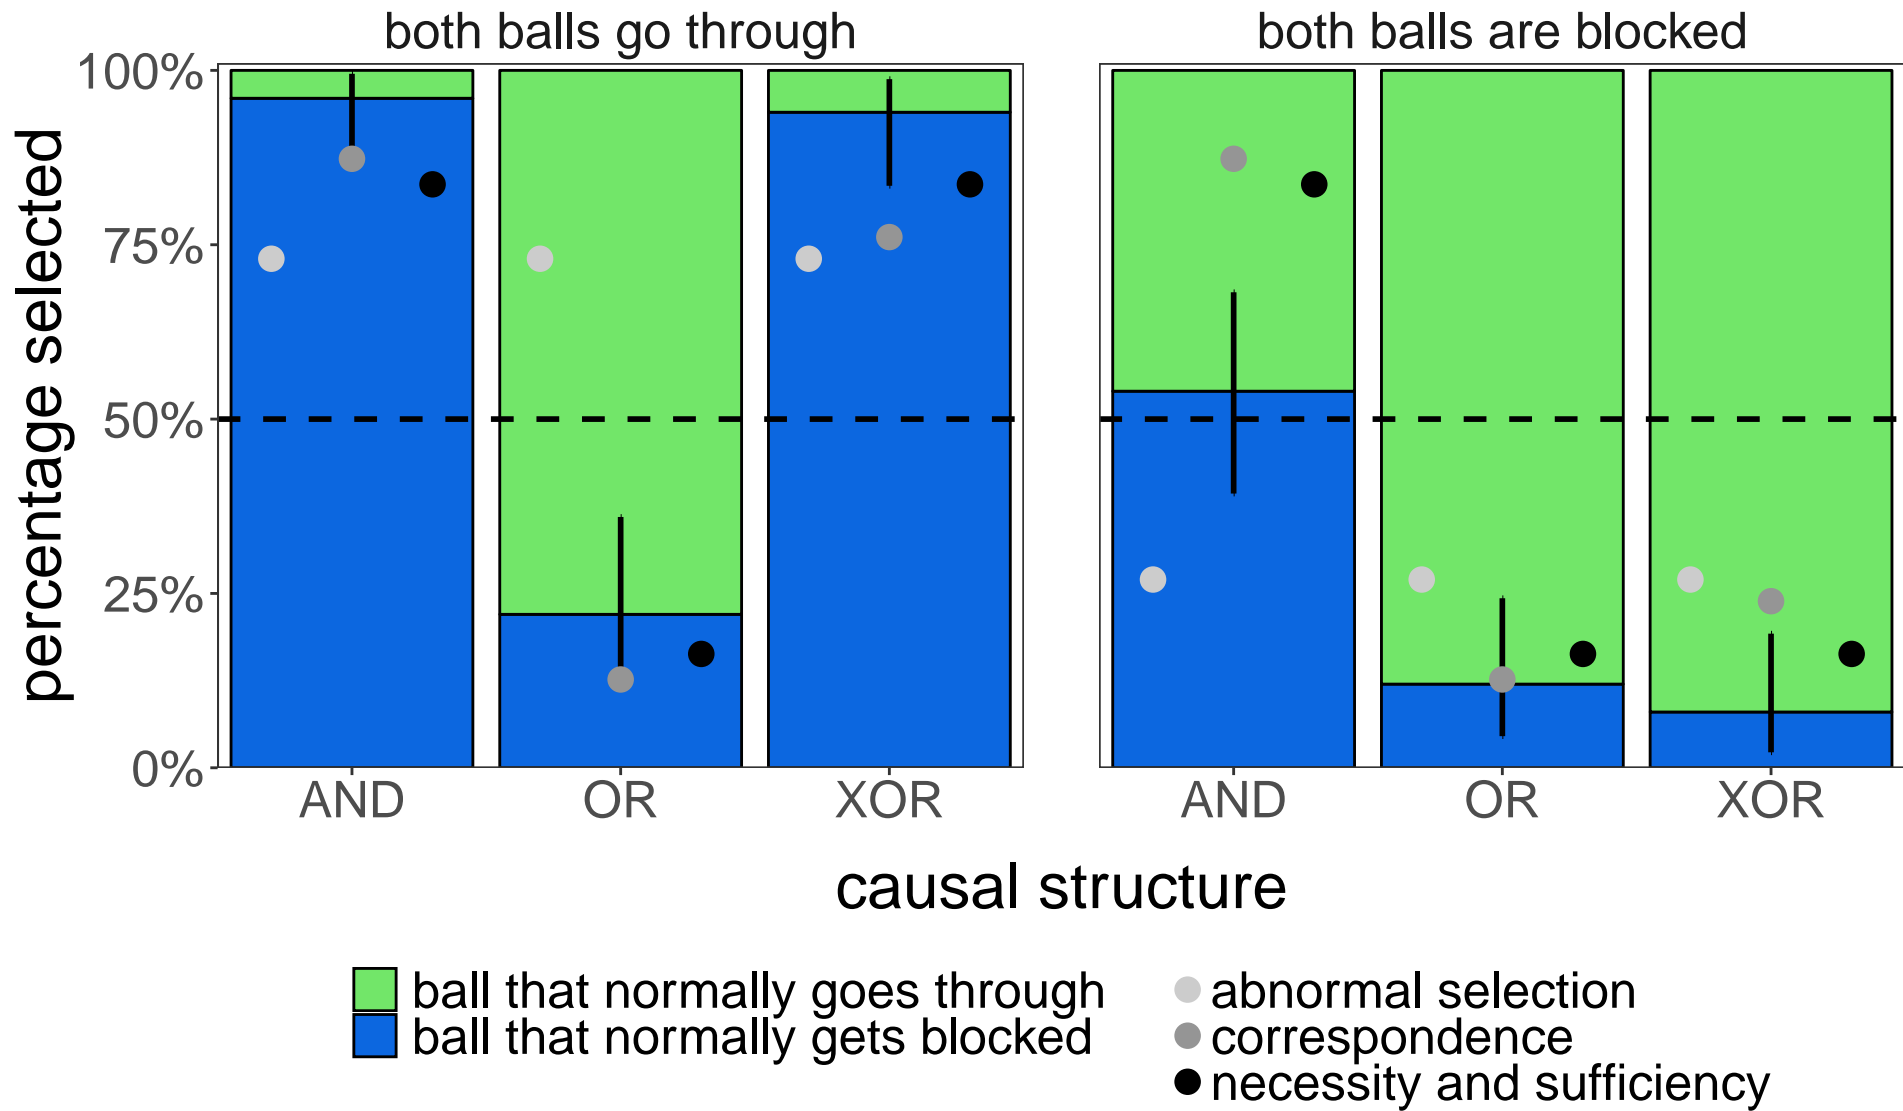 both balls go through
both balls are blocked
percentage selected
100%
75%
50%
25%
0%
AND OR XOR
AND OR XOR
causal structure
ball that normally goes through
ball that normally gets blocked
abnormal selection
correspondence
necessity and sufficiency